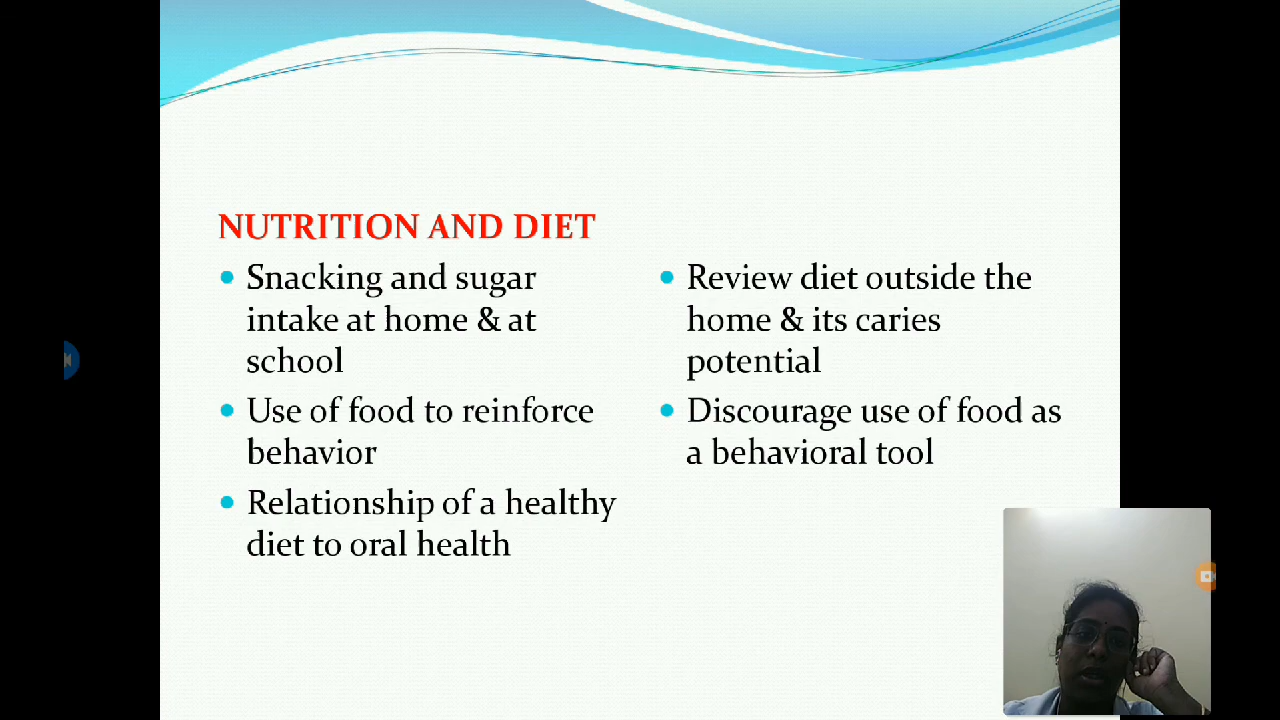 NUTRITION AND DIET
• Snacking and sugar
intake at home & at
school
• Use of food to reinforce
behavior
• Relationship of a healthy
diet to oral health
• Review diet outside the
home & its caries
potential
• Discourage use of food as
a behavioral tool